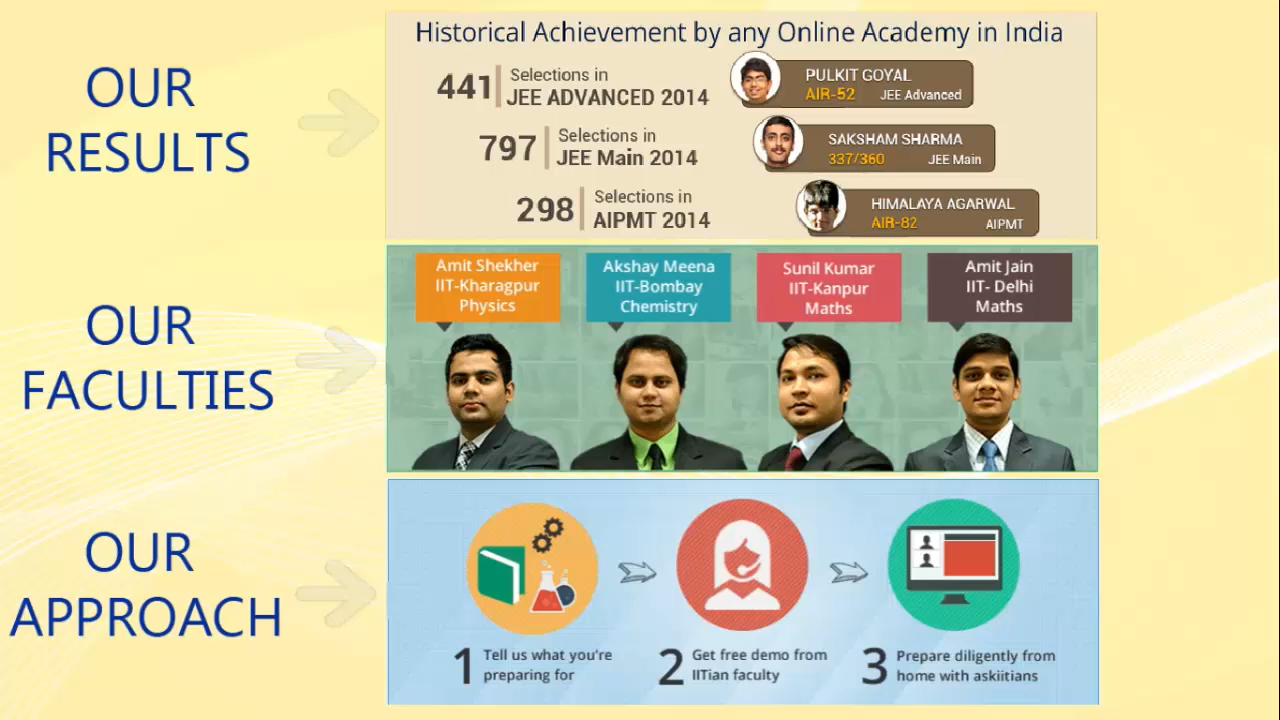 OUR
RESULTS
Historical Achievement by any Online Academy in India
441
Selections in
JEE ADVANCED 2014
PULKIT GOYAL
AIR-52 JEE Advanced
797
Selections in
JEE Main 2014
SAKSHAM SHARMA
337/360 JEE Main
298
Selections in
AIPMT 2014
HIMALAYA AGARWAL
AIR-82 AIPMT
OUR
FACULTIES
Amit Shekher
IIT-Kharagpur
Physics
Akshay Meena
IIT-Bombay
Chemistry
Sunil Kumar
IIT-Kanpur
Maths
Amit Jain
IIT- Delhi
Maths
OUR
APPROACH
1
Tell us what you're
preparing for
2
Get free demo from
IITian faculty
3
Prepare diligently from
home with askiitians